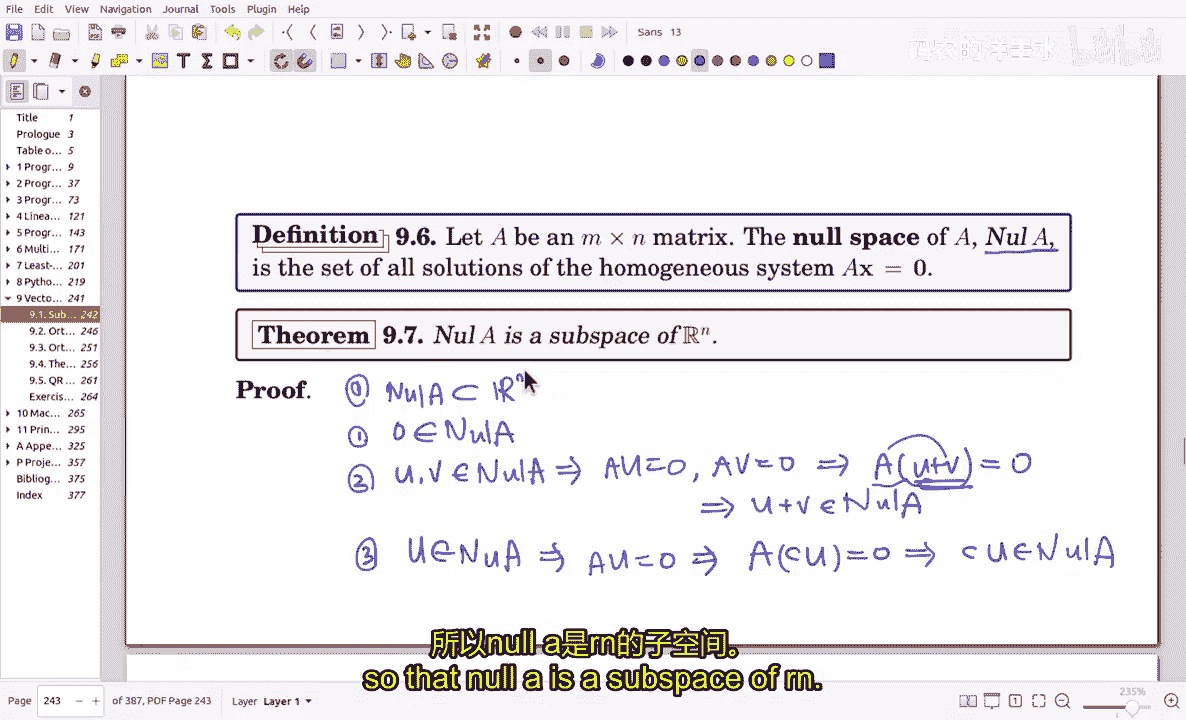 File Edit View Navigation Journal Tools Plugin Help
Sans 13
Title 1
Prologue 3
Table o... 5
1 Progr... 9
2 Progr... 37
3 Progr... 73
4 Linea... 121
5 Progr... 143
6 Multi... 171
7 Least-... 201
8 Pytho... 219
9 Vecto... 241
9.1. Sub... 242
9.2. Ort... 246
9.3. Ort... 251
9.4. The... 256
9.5. QR ... 261
Exercis... 264
10 Mac... 265
11 Prin... 295
A Appe... 325
P Proje... 357
Bibliog... 375
Index 377
Definition 9.6. Let A be an m × n matrix. The null space of A, Nul A,
is the set of all solutions of the homogeneous system Ax = 0.
Theorem 9.7. Nul A is a subspace of ℝⁿ.
Proof. ⓪ NulA ⊂ ℝⁿ
① 0 ∈ NulA
② u,v ∈ NulA ⇒ Au=0, Av=0 ⇒ A(u+v) = 0
⇒ u+v ∈ NulA
③ u ∈ NuA ⇒ Au=0 ⇒ A(cu)=0 ⇒ cu ∈ NulA
所以null a是rn的子空间。
so that null a is a subspace of rn.
Page 243 of 387, PDF Page 243 Layer Layer 1 235%